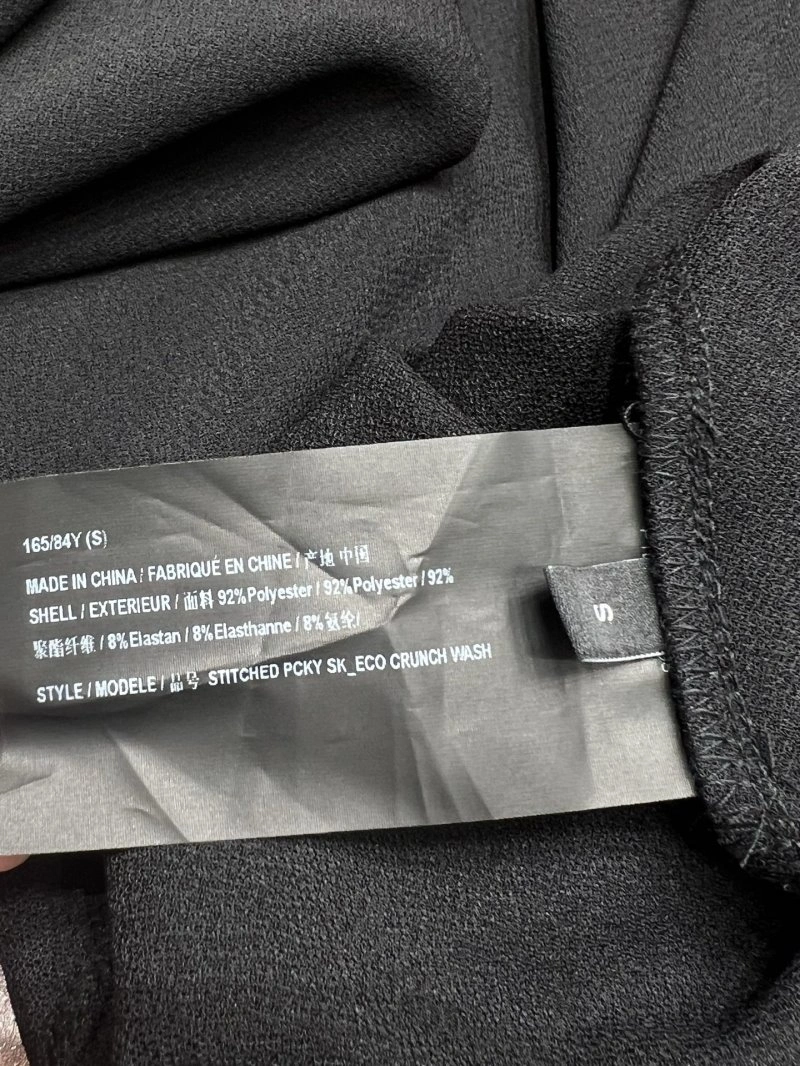 165/84Y (S)
MADE IN CHINA / FABRIQUÉ EN CHINE / 产地 中国
SHELL / EXTERIEUR / 面料 92%Polyester / 92%Polyester / 92%
聚酯纤维 / 8%Elastan / 8%Elasthanne / 8%氨纶/
STYLE / MODELE / 品号 STITCHED PCKY SK_ECO CRUNCH WASH
S